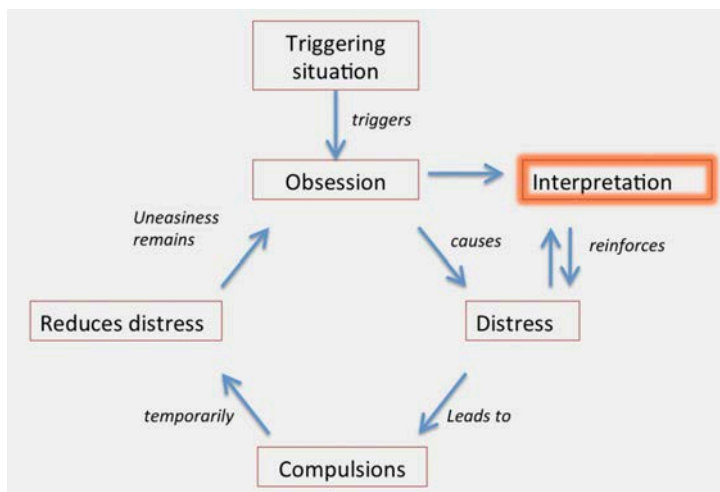 Triggering
situation
triggers
Obsession
Interpretation
Uneasiness
remains
causes
reinforces
Reduces distress
Distress
temporarily
Leads to
Compulsions